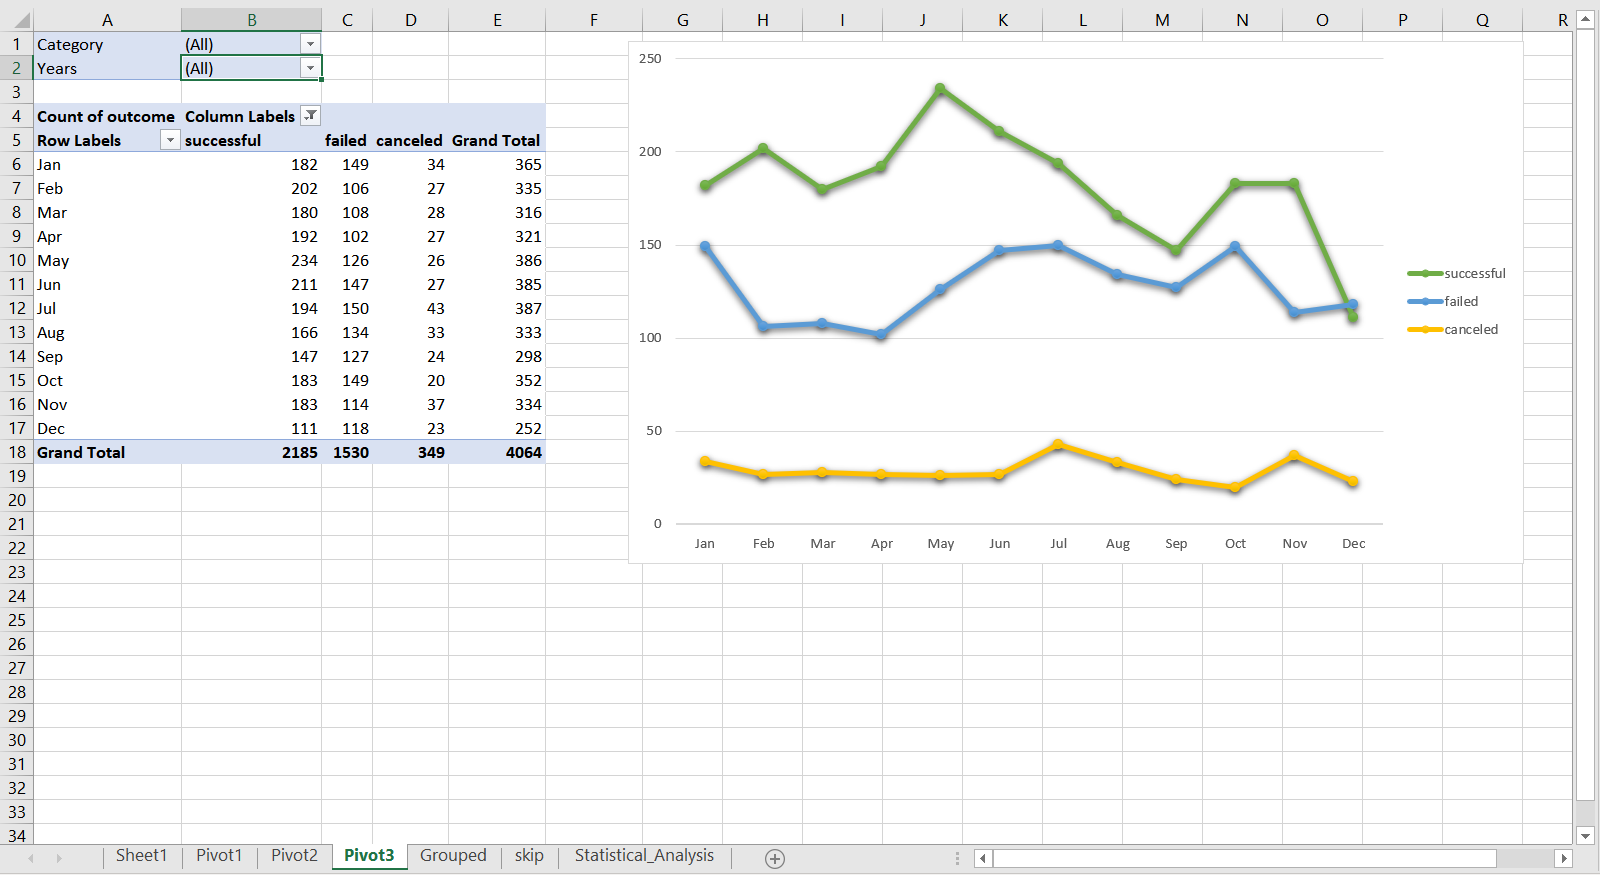 A B C D E F G H I J K L M N O P Q R
1 Category (All)
2 Years (All)
3
4 Count of outcome Column Labels
5 Row Labels successful failed canceled Grand Total
6 Jan 182 149 34 365
7 Feb 202 106 27 335
8 Mar 180 108 28 316
9 Apr 192 102 27 321
10 May 234 126 26 386
11 Jun 211 147 27 385
12 Jul 194 150 43 387
13 Aug 166 134 33 333
14 Sep 147 127 24 298
15 Oct 183 149 20 352
16 Nov 183 114 37 334
17 Dec 111 118 23 252
18 Grand Total 2185 1530 349 4064
19
20
21
22
23
24
25
26
27
28
29
30
31
32
33
34
250
200
150
100
50
0
Jan Feb Mar Apr May Jun Jul Aug Sep Oct Nov Dec
successful
failed
canceled
Sheet1 Pivot1 Pivot2 Pivot3 Grouped skip Statistical_Analysis